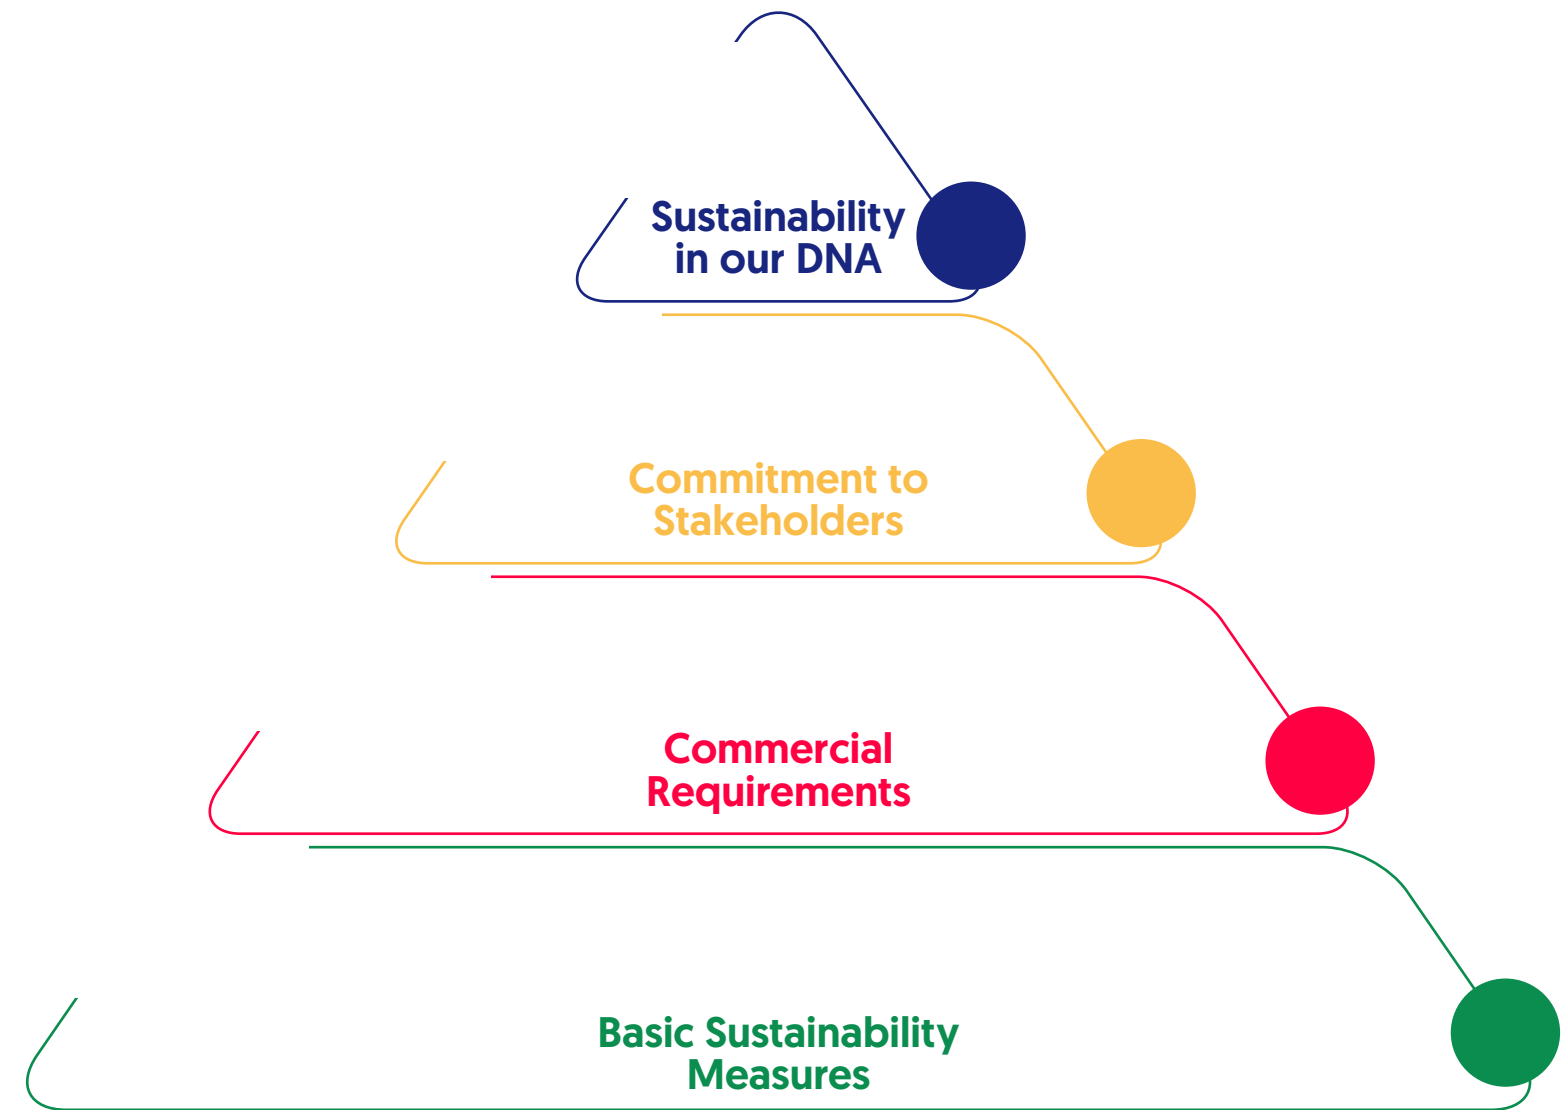 Sustainability
in our DNA
Commitment to
Stakeholders
Commercial
Requirements
Basic Sustainability
Measures